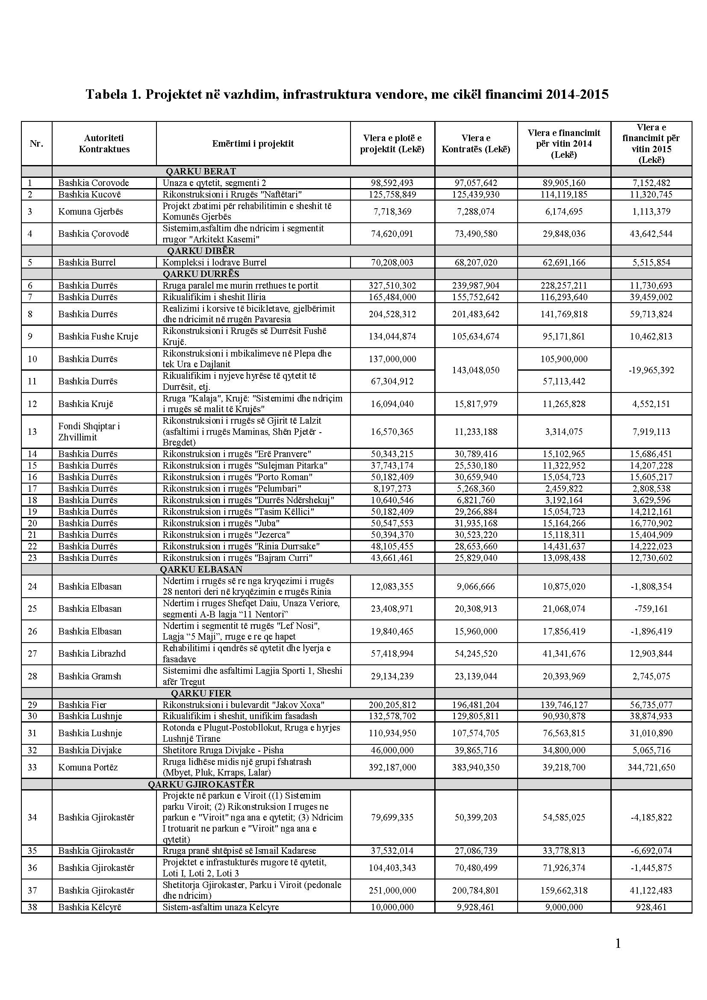 Tabela 1. Projektet në vazhdim, infrastruktura vendore, me cikël financimi 2014-2015
Nr. Autoriteti Kontraktues Emërtimi i projektit Vlera e plotë e projektit (Lekë) Vlera e Kontratës (Lekë) Vlera e financimit për vitin 2014 (Lekë) Vlera e financimit për vitin 2015 (Lekë)
QARKU BERAT
1 Bashkia Corovode Unaza e qytetit, segmenti 2 98,592,493 97,057,642 89,905,160 7,152,482
2 Bashkia Kucovë Rikonstruksioni i Rrugës "Naftëtari" 125,758,849 125,439,930 114,119,185 11,320,745
3 Komuna Gjerbës Projekt zbatimi për rehabilitimin e sheshit të Komunës Gjerbës 7,718,369 7,288,074 6,174,695 1,113,379
4 Bashkia Çorovodë Sistemim,asfaltim dhe ndricim i segmentit rrugor "Arkitekt Kasemi" 74,620,091 73,490,580 29,848,036 43,642,544
QARKU DIBËR
5 Bashkia Burrel Kompleksi i lodrave Burrel 70,208,003 68,207,020 62,691,166 5,515,854
QARKU DURRËS
6 Bashkia Durrës Rruga paralel me murin rrethues te portit 327,510,302 239,987,904 228,257,211 11,730,693
7 Bashkia Durrës Rikualifikim i sheshit Iliria 165,484,000 155,752,642 116,293,640 39,459,002
8 Bashkia Durrës Realizimi i korsive të bicikletave, gjelbërimit dhe ndricimit në rrugën Pavaresia 204,528,312 201,483,642 141,769,818 59,713,824
9 Bashkia Fushe Kruje Rikonstruksioni i Rrugës së Durrësit Fushë Krujë. 134,044,874 105,634,674 95,171,861 10,462,813
10 Bashkia Durrës Rikonstruksioni i mbikalimeve në Plepa dhe tek Ura e Dajlanit 137,000,000 143,048,050 105,900,000 -19,965,392
11 Bashkia Durrës Rikualifikim i nyjeve hyrëse të qytetit të Durrësit, etj. 67,304,912 57,113,442
12 Bashkia Krujë Rruga "Kalaja", Krujë: "Sistemimi dhe ndriçim i rrugës së malit të Krujës" 16,094,040 15,817,979 11,265,828 4,552,151
13 Fondi Shqiptar i Zhvillimit Rikonstruksioni i rrugës së Gjirit të Lalzit (asfaltimi i rrugës Maminas, Shën Pjetër - Bregdet) 16,570,365 11,233,188 3,314,075 7,919,113
14 Bashkia Durrës Rikonstruksion i rrugës "Erë Pranvere" 50,343,215 30,789,416 15,102,965 15,686,451
15 Bashkia Durrës Rikonstruksion i rrugës "Sulejman Pitarka" 37,743,174 25,530,180 11,322,952 14,207,228
16 Bashkia Durrës Rikonstruksion i rrugës "Porto Roman" 50,182,409 30,659,940 15,054,723 15,605,217
17 Bashkia Durrës Rikonstruksion i rrugës "Pelumbari" 8,197,273 5,268,360 2,459,822 2,808,538
18 Bashkia Durrës Rikonstruksion i rrugës "Durrës Ndërshekuj" 10,640,546 6,821,760 3,192,164 3,629,596
19 Bashkia Durrës Rikonstruksion i rrugës "Tasim Këllici" 50,182,409 29,266,884 15,054,723 14,212,161
20 Bashkia Durrës Rikonstruksion i rrugës "Juba" 50,547,553 31,935,168 15,164,266 16,770,902
21 Bashkia Durrës Rikonstruksion i rrugës "Jezerca" 50,394,370 30,523,220 15,118,311 15,404,909
22 Bashkia Durrës Rikonstruksion i rrugës "Rinia Durrsake" 48,105,455 28,653,660 14,431,637 14,222,023
23 Bashkia Durrës Rikonstruksion i rrugës "Bajram Curri" 43,661,461 25,829,040 13,098,438 12,730,602
QARKU ELBASAN
24 Bashkia Elbasan Ndertim i rrugës së re nga kryqezimi i rrugës 28 nentori deri në kryqëzimin e rrugës Rinia 12,083,355 9,066,666 10,875,020 -1,808,354
25 Bashkia Elbasan Ndertim i rruges Shefqet Daiu, Unaza Veriore, segmenti A-B lagja “11 Nentori” 23,408,971 20,308,913 21,068,074 -759,161
26 Bashkia Elbasan Ndertim i segmentit të rrugës "Lef Nosi", Lagja “5 Maji”, rruge e re qe hapet 19,840,465 15,960,000 17,856,419 -1,896,419
27 Bashkia Librazhd Rehabilitimi i qendrës së qytetit dhe lyerja e fasadave 57,418,994 54,245,520 41,341,676 12,903,844
28 Bashkia Gramsh Sistemimi dhe asfaltimi Lagjia Sporti 1, Sheshi afër Tregut 29,134,239 23,139,044 20,393,969 2,745,075
QARKU FIER
29 Bashkia Fier Rikonstruksioni i bulevardit "Jakov Xoxa" 200,205,812 196,481,204 139,746,127 56,735,077
30 Bashkia Lushnje Rikualifikim i sheshit, unifikim fasadash 132,578,702 129,805,811 90,930,878 38,874,933
31 Bashkia Lushnje Rotonda e Plugut-Postobllokut, Rruga e hyrjes Lushnjë Tirane 110,934,950 107,574,705 76,563,815 31,010,890
32 Bashkia Divjake Shetitore Rruga Divjake - Pisha 46,000,000 39,865,716 34,800,000 5,065,716
33 Komuna Portëz Rruga lidhëse midis një grupi fshatrash (Mbyet, Pluk, Krraps, Lalar) 392,187,000 383,940,350 39,218,700 344,721,650
QARKU GJIROKASTËR
34 Bashkia Gjirokastër Projekte në parkun e Viroit ((1) Sistemim parku Viroit; (2) Rikonstruksion I rruges ne parkun e "Viroit" nga ana e qytetit; (3) Ndricim I trotuarit ne parkun e "Viroit" nga ana e qytetit) 79,699,335 50,399,203 54,585,025 -4,185,822
35 Bashkia Gjirokastër Rruga pranë shtëpisë së Ismail Kadarese 37,532,014 27,086,739 33,778,813 -6,692,074
36 Bashkia Gjirokastër Projektet e infrastukturës rrugore të qytetit, Loti I, Loti 2, Loti 3 104,403,343 70,480,499 71,926,374 -1,445,875
37 Bashkia Gjirokastër Shetitorja Gjirokaster, Parku i Viroit (pedonale dhe ndricim) 251,000,000 200,784,801 159,662,318 41,122,483
38 Bashkia Këlcyrë Sistem-asfaltim unaza Kelcyre 10,000,000 9,928,461 9,000,000 928,461
1